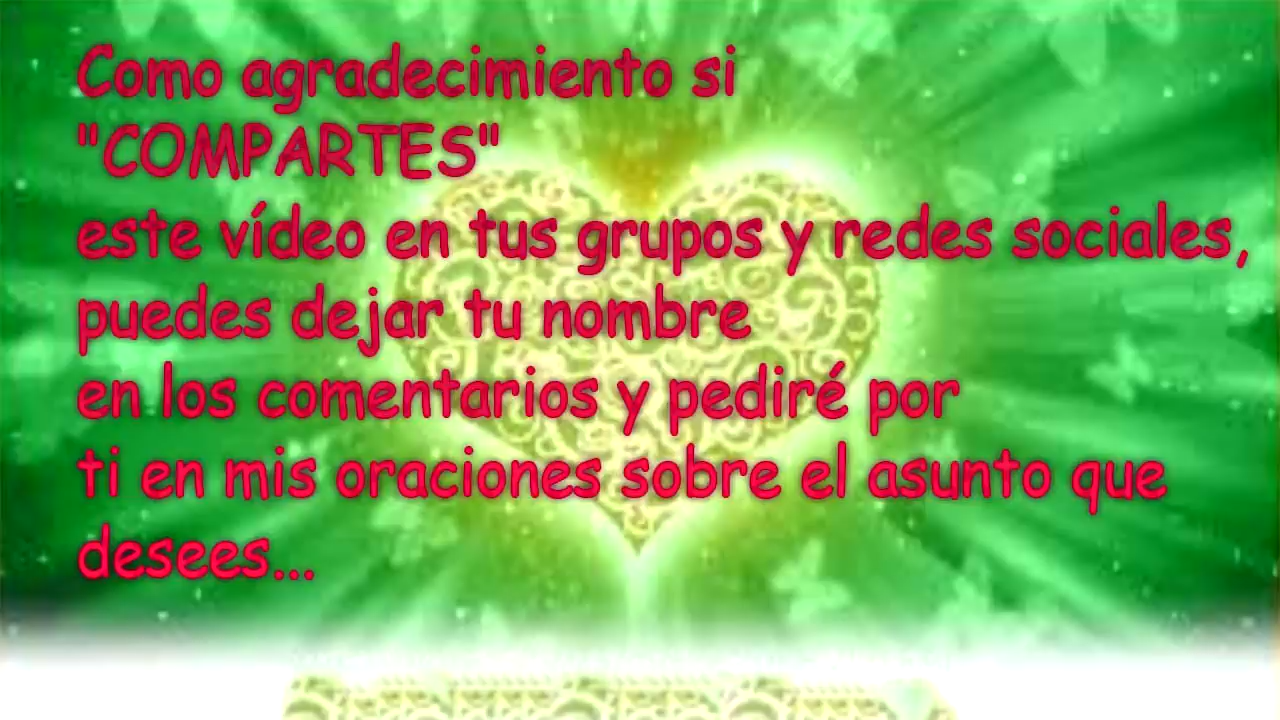 Como agradecimiento si
"COMPARTES"
este vídeo en tus grupos y redes sociales,
puedes dejar tu nombre
en los comentarios y pediré por
ti en mis oraciones sobre el asunto que
desees...